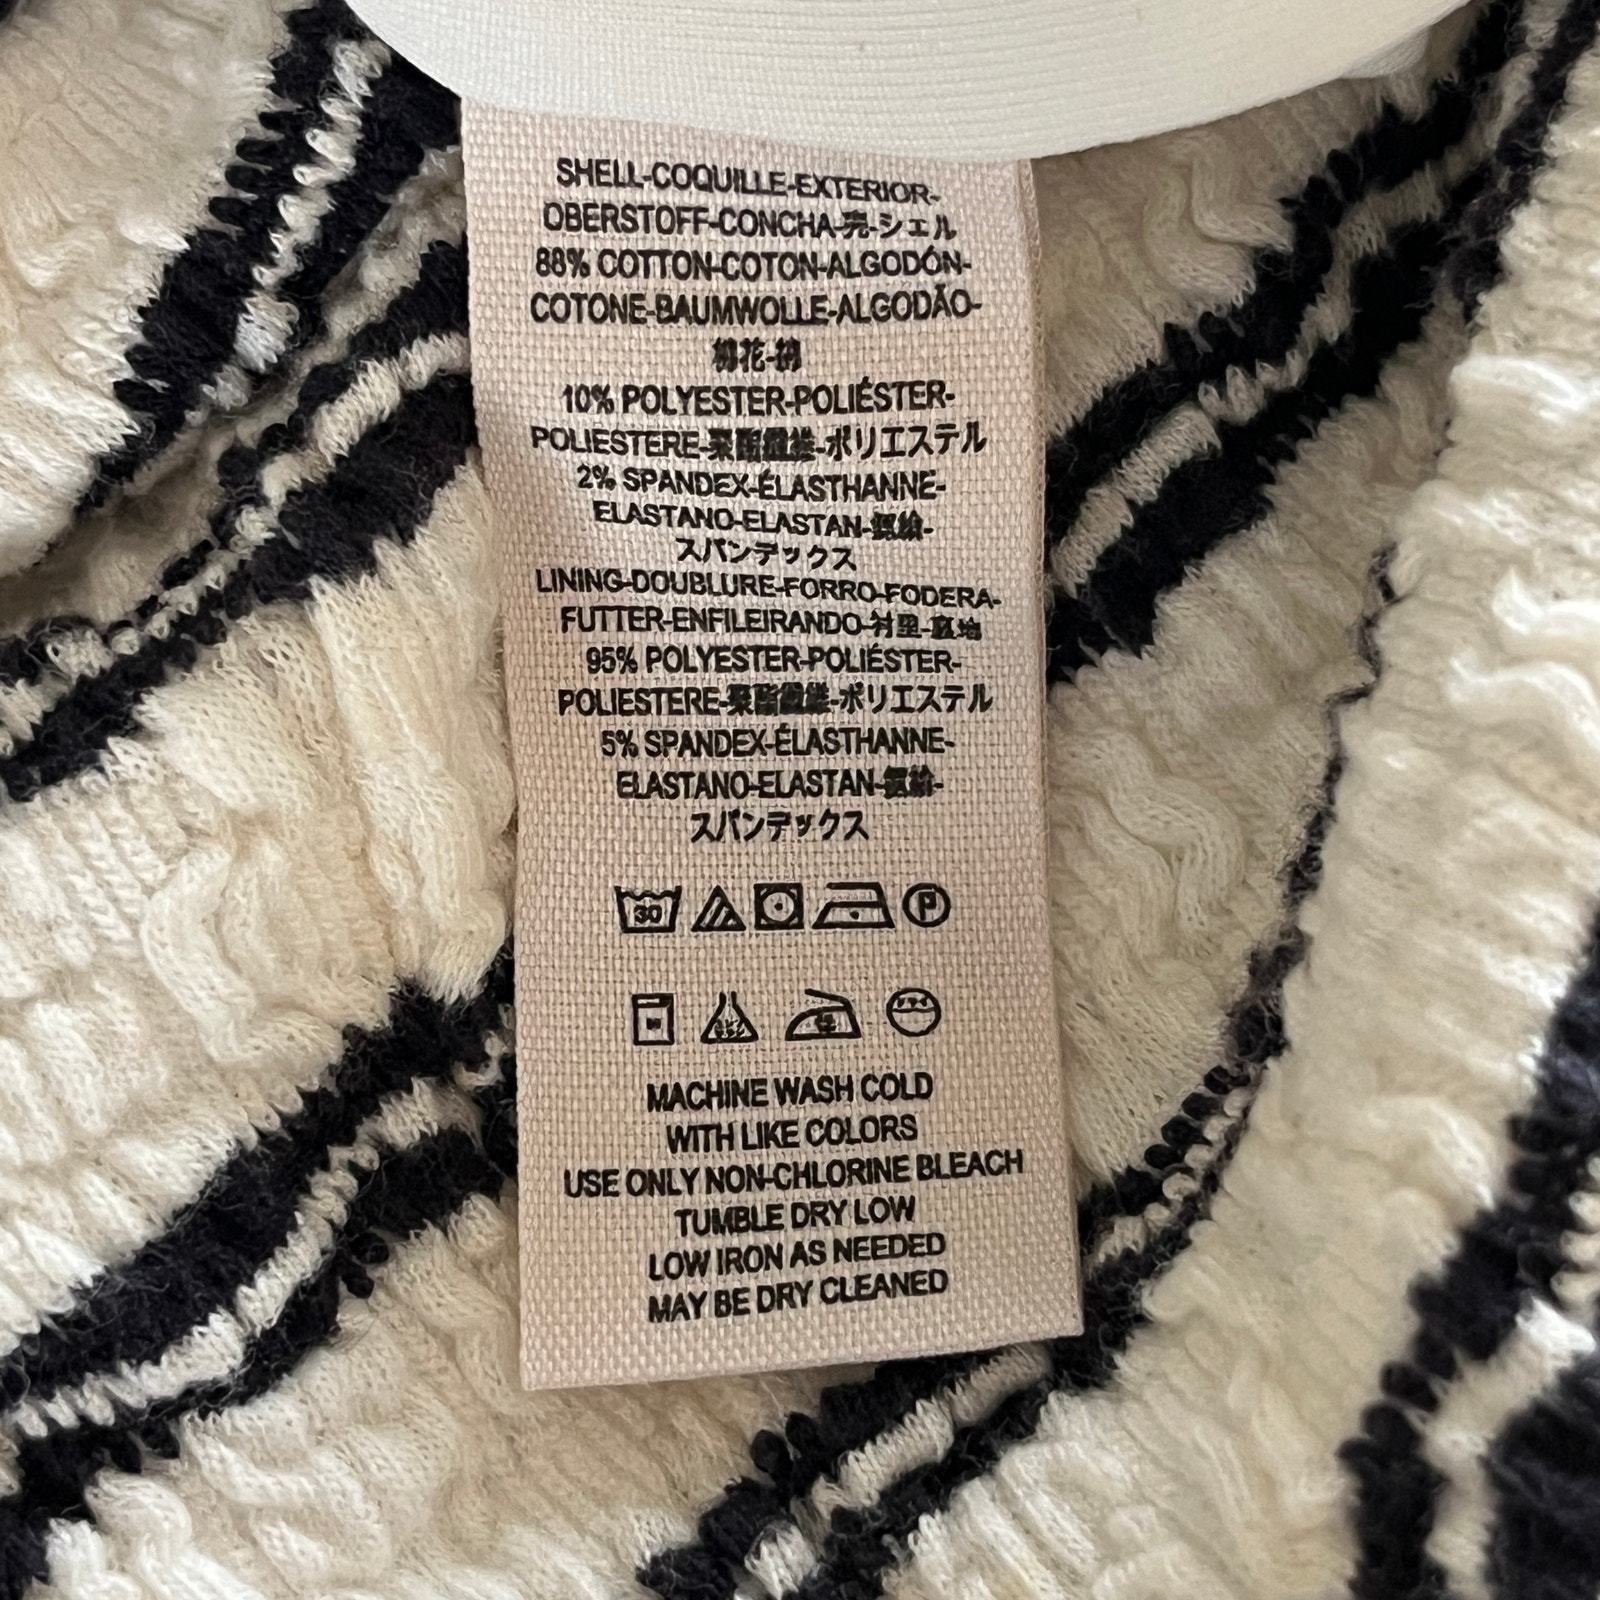 SHELL-COQUILLE-EXTERIOR-
OBERSTOFF-CONCHA-売-シェル
88% COTTON-COTON-ALGODÓN-
COTONE-BAUMWOLLE-ALGODÃO-
棉花-綿
10% POLYESTER-POLIÉSTER-
POLIESTERE-聚酯纖維-ポリエステル
2% SPANDEX-ÉLASTHANNE-
ELASTANO-ELASTAN-氨綸-
スパンデックス
LINING-DOUBLURE-FORRO-FODERA-
FUTTER-ENFILEIRANDO-衬里-裏地
95% POLYESTER-POLIÉSTER-
POLIESTERE-聚酯纖維-ポリエステル
5% SPANDEX-ÉLASTHANNE-
ELASTANO-ELASTAN-氨綸-
スパンデックス
30 P
MACHINE WASH COLD
WITH LIKE COLORS
USE ONLY NON-CHLORINE BLEACH
TUMBLE DRY LOW
LOW IRON AS NEEDED
MAY BE DRY CLEANED